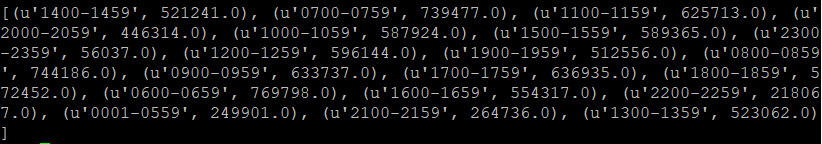 [(u'1400-1459', 521241.0), (u'0700-0759', 739477.0), (u'1100-1159', 625713.0), (u'
2000-2059', 446314.0), (u'1000-1059', 587924.0), (u'1500-1559', 589365.0), (u'2300
-2359', 56037.0), (u'1200-1259', 596144.0), (u'1900-1959', 512556.0), (u'0800-0859
', 744186.0), (u'0900-0959', 633737.0), (u'1700-1759', 636935.0), (u'1800-1859', 5
72452.0), (u'0600-0659', 769798.0), (u'1600-1659', 554317.0), (u'2200-2259', 21806
7.0), (u'0001-0559', 249901.0), (u'2100-2159', 264736.0), (u'1300-1359', 523062.0)
]